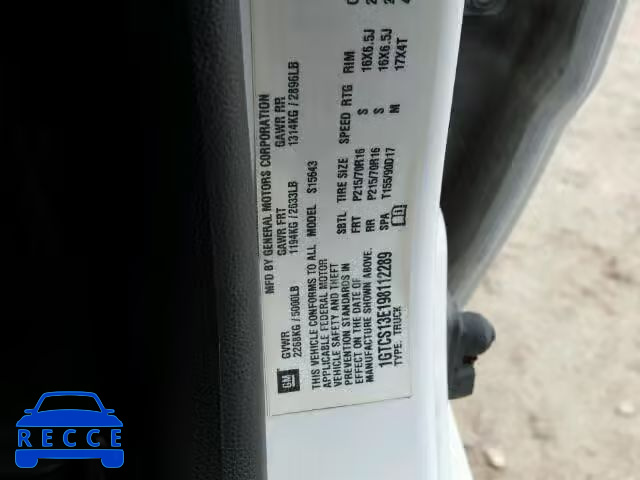 MFD BY GENERAL MOTORS CORPORATION
GVWR GAWR FRT GAWR RR
2268KG/5000LB 1194KG/2633LB 1314KG/2896LB
THIS VEHICLE CONFORMS TO ALL
APPLICABLE FEDERAL MOTOR
VEHICLE SAFETY AND THEFT
PREVENTION STANDARDS IN
EFFECT ON THE DATE OF
MANUFACTURE SHOWN ABOVE.
1GTCS13E198112289
TYPE: TRUCK
MODEL S15643
SBTL TIRE SIZE SPEED RTG RIM
FRT P215/70R16 S 16X6.5J
RR P215/70R16 S 16X6.5J
SPA T155/90D17 M 17X4T
GM
RECCE